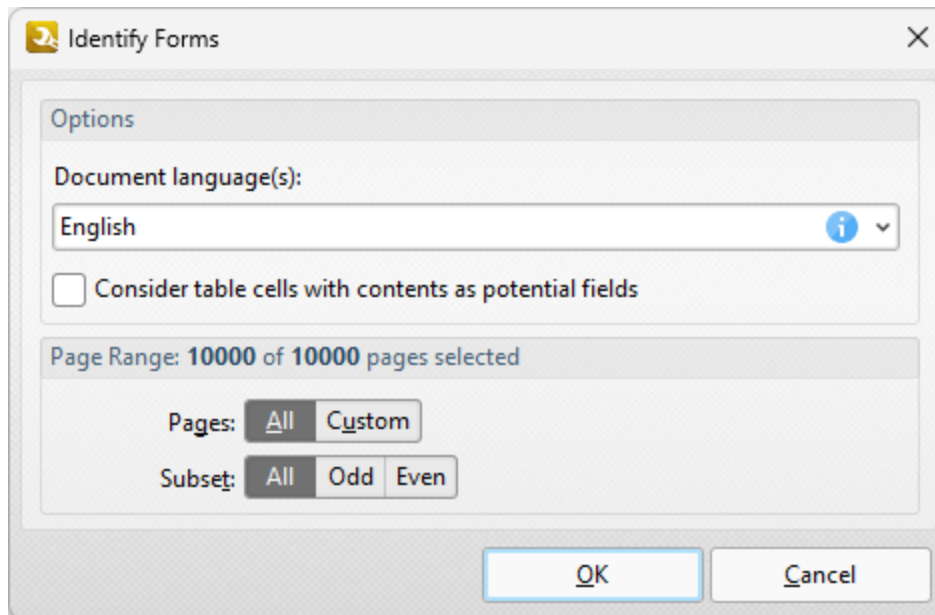 Identify Forms
Options
Document language(s):
English
Consider table cells with contents as potential fields
Page Range: 10000 of 10000 pages selected
Pages: All Custom
Subset: All Odd Even
OK Cancel